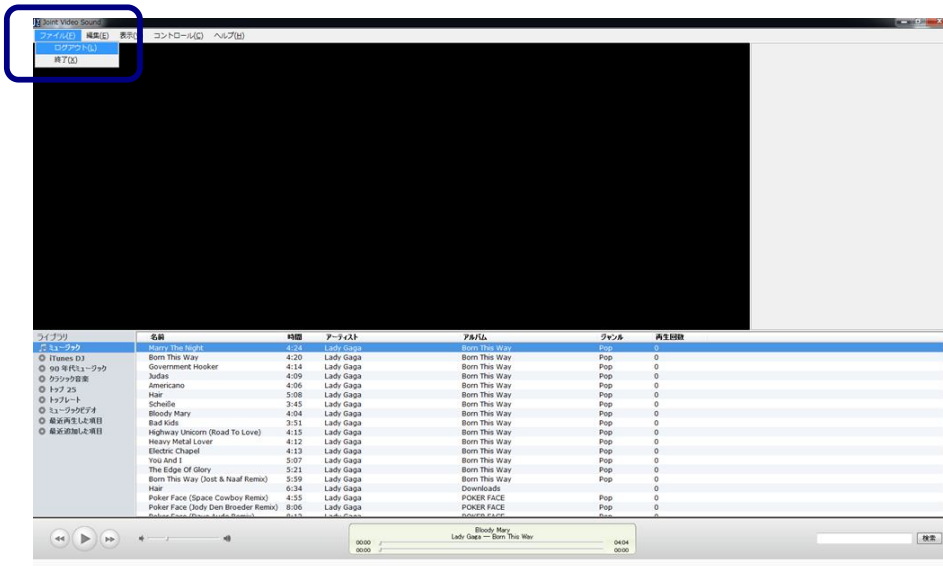 Joint Video Sound
ファイル(F) 編集(E) 表示( コントロール(C) ヘルプ(H)
ログアウト(L)
終了(X)
ライブラリ
ミュージック
iTunes DJ
90 年代ミュージック
クラシック音楽
トップ 25
トップレート
ミュージックビデオ
最近再生した項目
最近追加した項目
名前 時間 アーティスト アルバム ジャンル 再生回数
Marry The Night 4:24 Lady Gaga Born This Way Pop 0
Born This Way 4:20 Lady Gaga Born This Way Pop 0
Government Hooker 4:14 Lady Gaga Born This Way Pop 0
Judas 4:09 Lady Gaga Born This Way Pop 0
Americano 4:06 Lady Gaga Born This Way Pop 0
Hair 5:08 Lady Gaga Born This Way Pop 0
Scheiße 3:45 Lady Gaga Born This Way Pop 0
Bloody Mary 4:04 Lady Gaga Born This Way Pop 0
Bad Kids 3:51 Lady Gaga Born This Way Pop 0
Highway Unicorn (Road To Love) 4:15 Lady Gaga Born This Way Pop 0
Heavy Metal Lover 4:12 Lady Gaga Born This Way Pop 0
Electric Chapel 4:13 Lady Gaga Born This Way Pop 0
Yoü And I 5:07 Lady Gaga Born This Way Pop 0
The Edge Of Glory 5:21 Lady Gaga Born This Way Pop 0
Born This Way (Jost & Naaf Remix) 5:59 Lady Gaga Born This Way Pop 0
Hair 6:34 Lady Gaga Downloads 0
Poker Face (Space Cowboy Remix) 4:55 Lady Gaga POKER FACE Pop 0
Poker Face (Jody Den Broeder Remix) 8:06 Lady Gaga POKER FACE Pop 0
Bloody Mary
Lady Gaga — Born This Way
00:00 04:04
00:00 00:00
検索